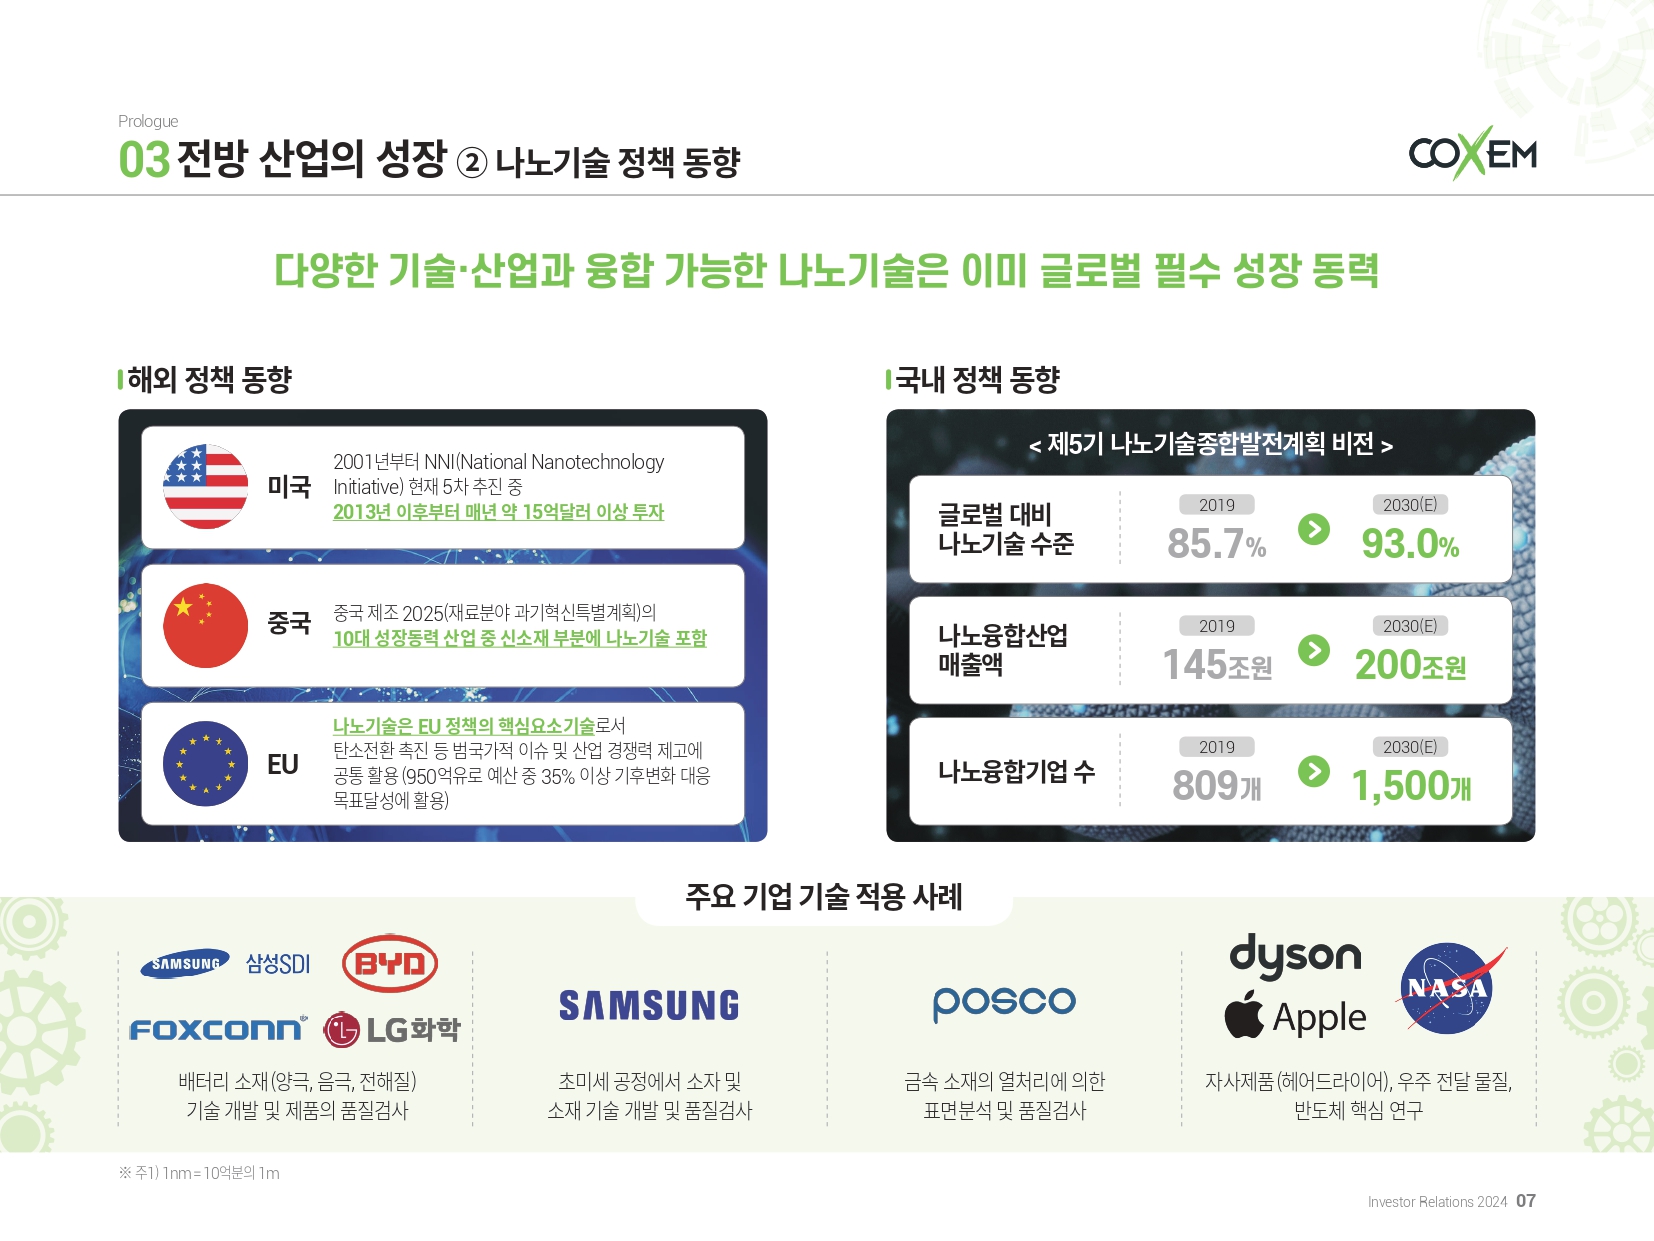 Prologue
03 전방 산업의 성장 ② 나노기술 정책 동향
COXEM
다양한 기술·산업과 융합 가능한 나노기술은 이미 글로벌 필수 성장 동력
해외 정책 동향
미국
2001년부터 NNI(National Nanotechnology
Initiative) 현재 5차 추진 중
2013년 이후부터 매년 약 15억달러 이상 투자
중국
중국 제조 2025(재료분야 과기혁신특별계획)의
10대 성장동력 산업 중 신소재 부분에 나노기술 포함
EU
나노기술은 EU 정책의 핵심요소기술로서
탄소전환 촉진 등 범국가적 이슈 및 산업 경쟁력 제고에
공통 활용 (950억유로 예산 중 35% 이상 기후변화 대응
목표달성에 활용)
국내 정책 동향
< 제5기 나노기술종합발전계획 비전 >
글로벌 대비
나노기술 수준
2019
85.7%
2030(E)
93.0%
나노융합산업
매출액
2019
145조원
2030(E)
200조원
나노융합기업 수
2019
809개
2030(E)
1,500개
주요 기업 기술 적용 사례
SAMSUNG 삼성SDI
BYD
FOXCONN
LG화학
배터리 소재(양극, 음극, 전해질)
기술 개발 및 제품의 품질검사
SAMSUNG
초미세 공정에서 소자 및
소재 기술 개발 및 품질검사
posco
금속 소재의 열처리에 의한
표면분석 및 품질검사
dyson
Apple
NASA
자사제품(헤어드라이어), 우주 전달 물질,
반도체 핵심 연구
※ 주1) 1nm = 10억분의 1m
Investor Relations 2024 07